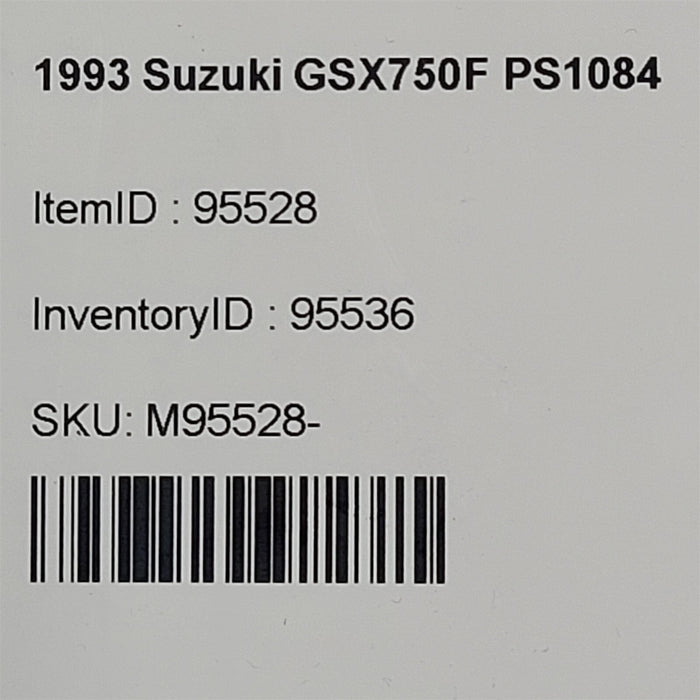 1993 Suzuki GSX750F PS1084
ItemID : 95528
InventoryID : 95536
SKU: M95528-